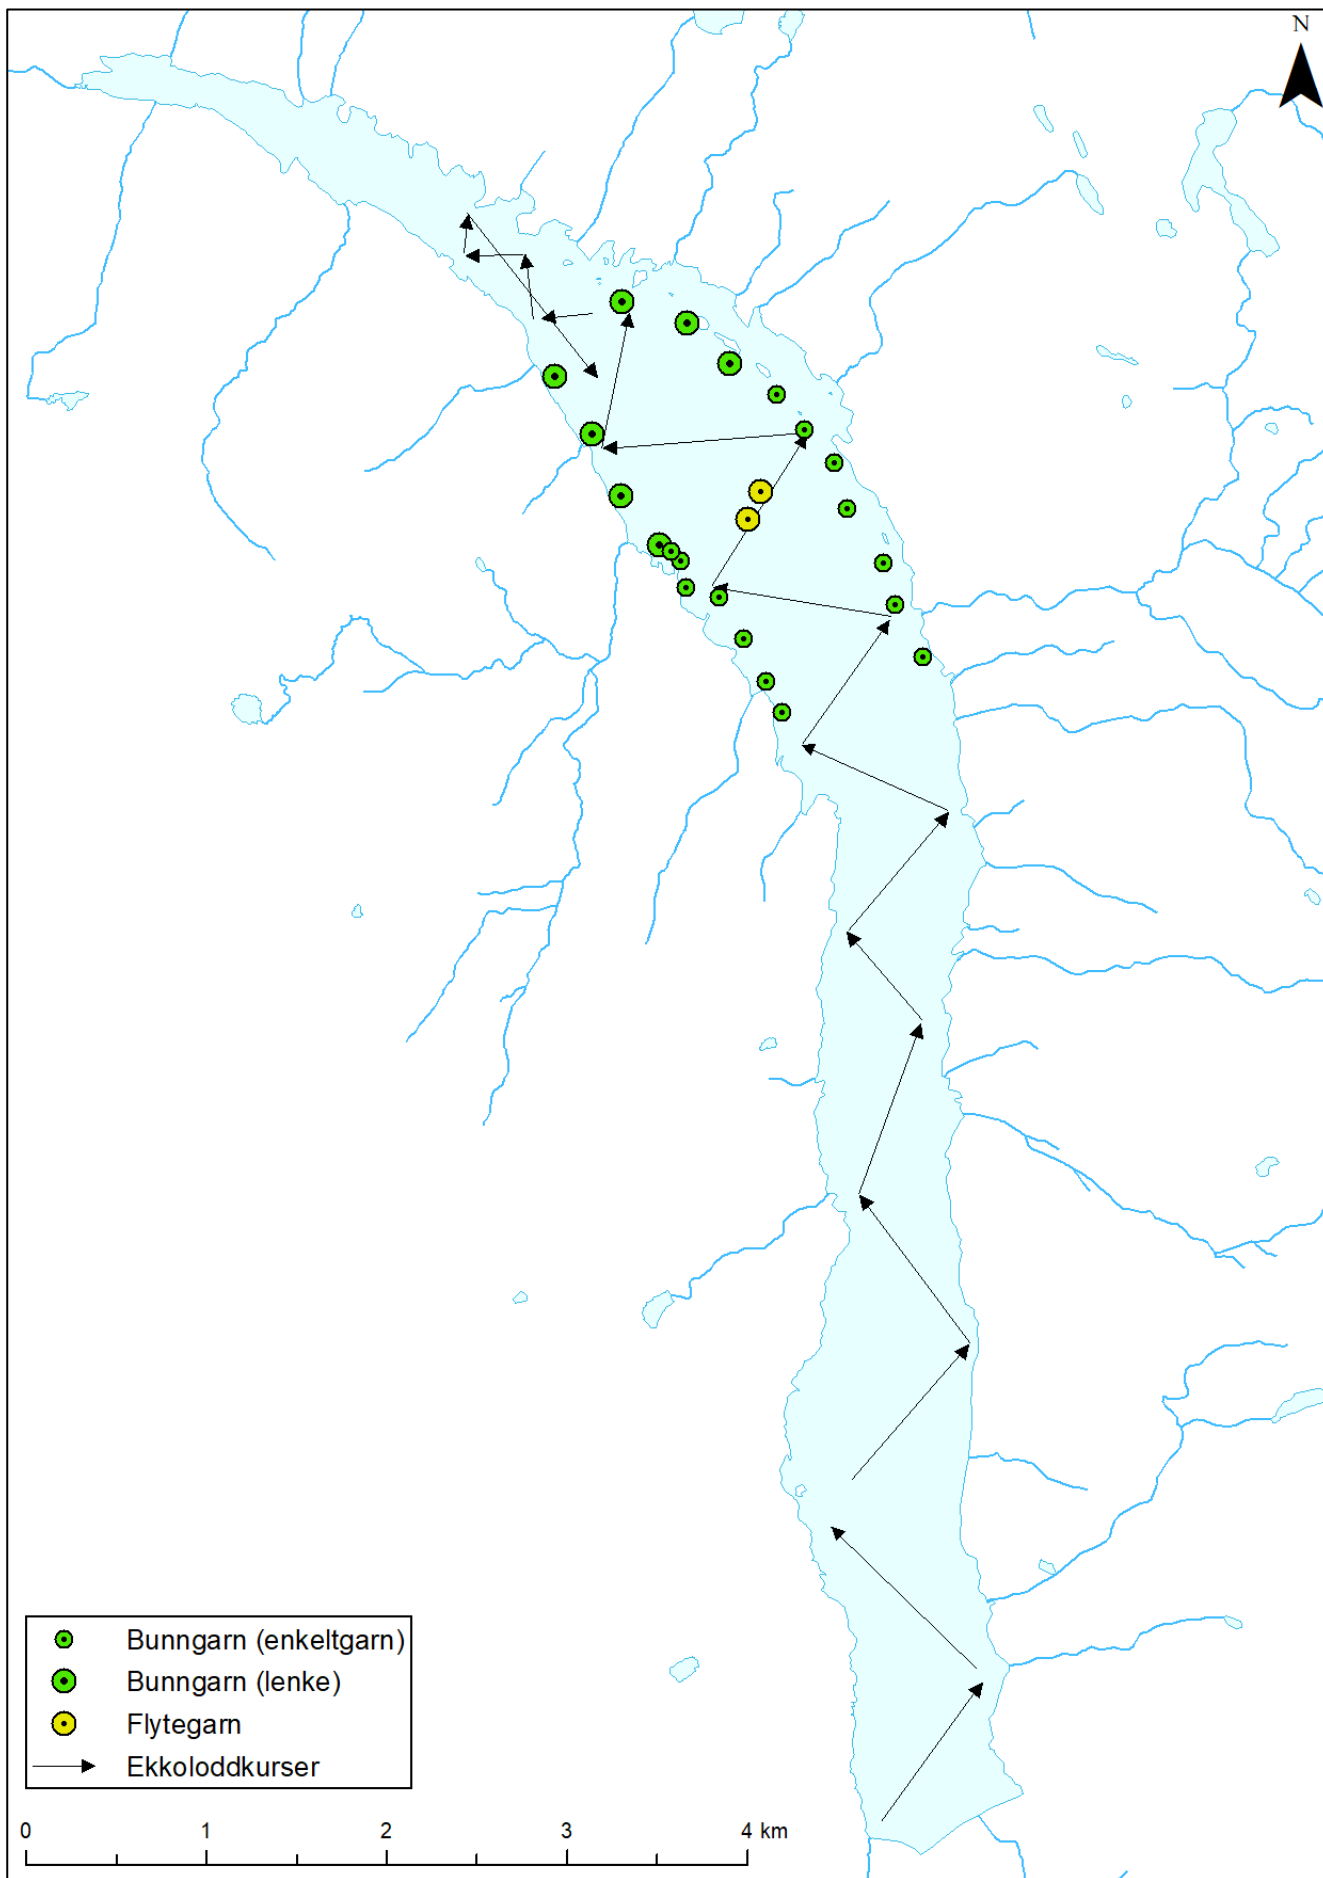 N
Bunngarn (enkeltgarn)
Bunngarn (lenke)
Flytegarn
Ekkoloddkurser
0 1 2 3 4 km